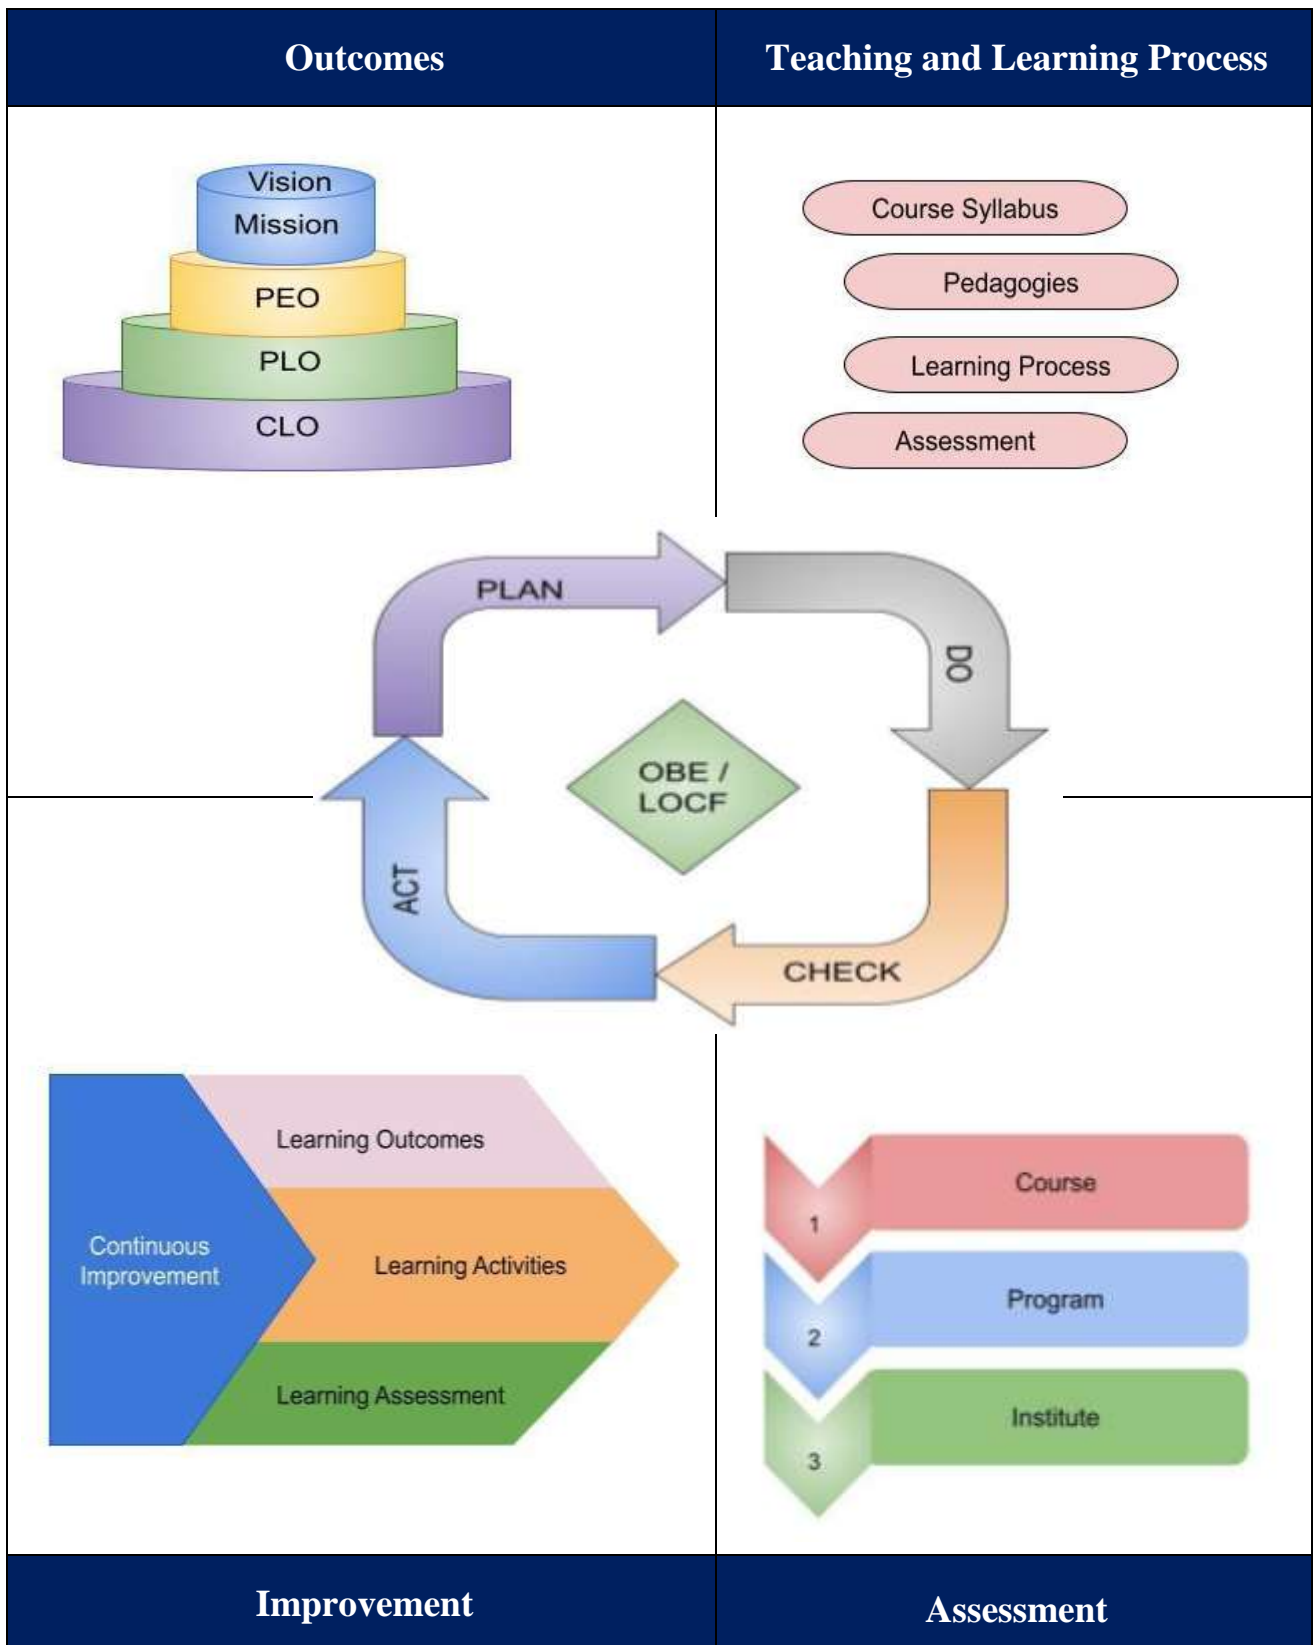 Outcomes
Teaching and Learning Process
Vision
Mission
PEO
PLO
CLO
Course Syllabus
Pedagogies
Learning Process
Assessment
PLAN
DO
OBE /
LOCF
ACT
CHECK
Continuous
Improvement
Learning Outcomes
Learning Activities
Learning Assessment
1
Course
2
Program
3
Institute
Improvement
Assessment